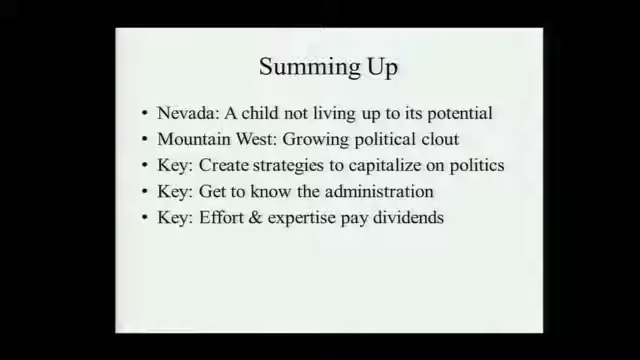 Summing Up
• Nevada: A child not living up to its potential
• Mountain West: Growing political clout
• Key: Create strategies to capitalize on politics
• Key: Get to know the administration
• Key: Effort & expertise pay dividends